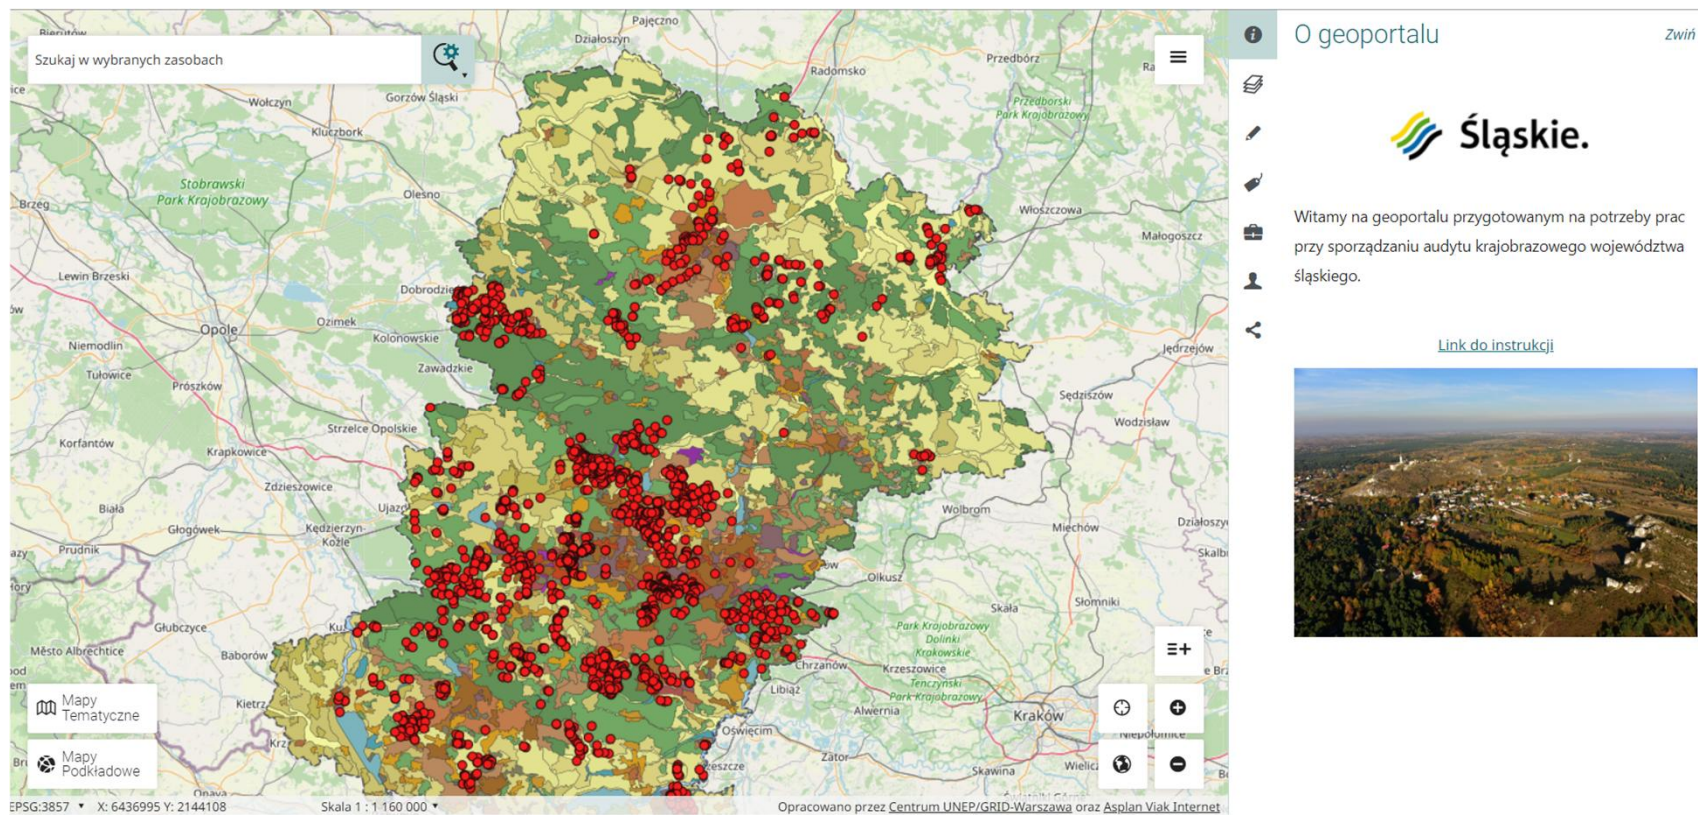 Szukaj w wybranych zasobach
Pajęczno
Działoszyn
Radomsko
Przedbórz
Wołczyn
Gorzów Śląski
Kluczbork
Przedborski
Park Krajobrazowy
Stobrawski
Park Krajobrazowy
Olesno
Brzeg
Włoszczowa
Małogoszcz
Lewin Brzeski
Opole
Ozimek
Kolonowskie
Niemodlin
Tułowice
Prószków
Zawadzkie
Jędrzejów
Sędziszów
Strzelce Opolskie
Wodzisław
Korfantów
Krapkowice
Zdzieszowice
Biała
Głogówek
Kędzierzyn-
Koźle
Prudnik
Wolbrom
Miechów
Olkusz
Skała
Słomniki
Głubczyce
Park Krajobrazowy
Dolinki
Krakowskie
Město Albrechtice
Baborów
Chrzanów
Krzeszowice
Libiąż
Tenczyński
Park Krajobrazowy
Alwernia
Kraków
Niepołomice
Oświęcim
Zator
Skawina
Mapy
Tematyczne
Mapy
Podkładowe
EPSG:3857
X: 6436995 Y: 2144108
Skala 1 : 1 160 000
Opracowano przez Centrum UNEP/GRID-Warszawa oraz Asplan Viak Internet
O geoportalu
Zwiń
Śląskie.
Witamy na geoportalu przygotowanym na potrzeby prac
przy sporządzaniu audytu krajobrazowego województwa
śląskiego.
Link do instrukcji